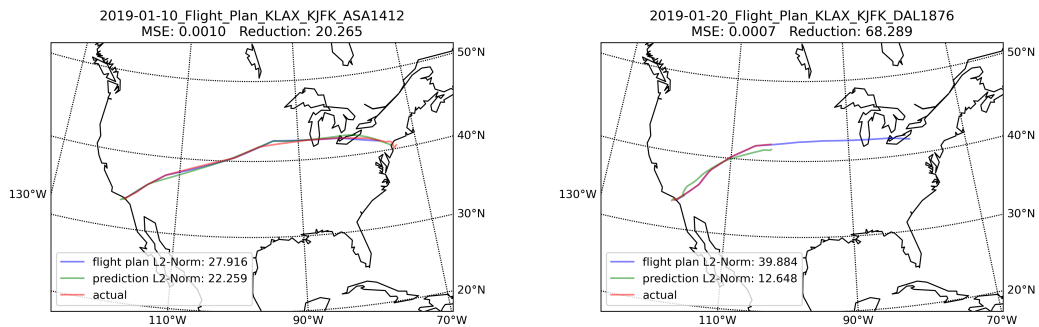 2019-01-10_Flight_Plan_KLAX_KJFK_ASA1412
MSE: 0.0010   Reduction: 20.265
50°N
40°N
130°W
30°N
flight plan L2-Norm: 27.916
prediction L2-Norm: 22.259
actual
20°N
110°W
90°W
70°W
2019-01-20_Flight_Plan_KLAX_KJFK_DAL1876
MSE: 0.0007   Reduction: 68.289
50°N
40°N
130°W
30°N
flight plan L2-Norm: 39.884
prediction L2-Norm: 12.648
actual
20°N
110°W
90°W
70°W